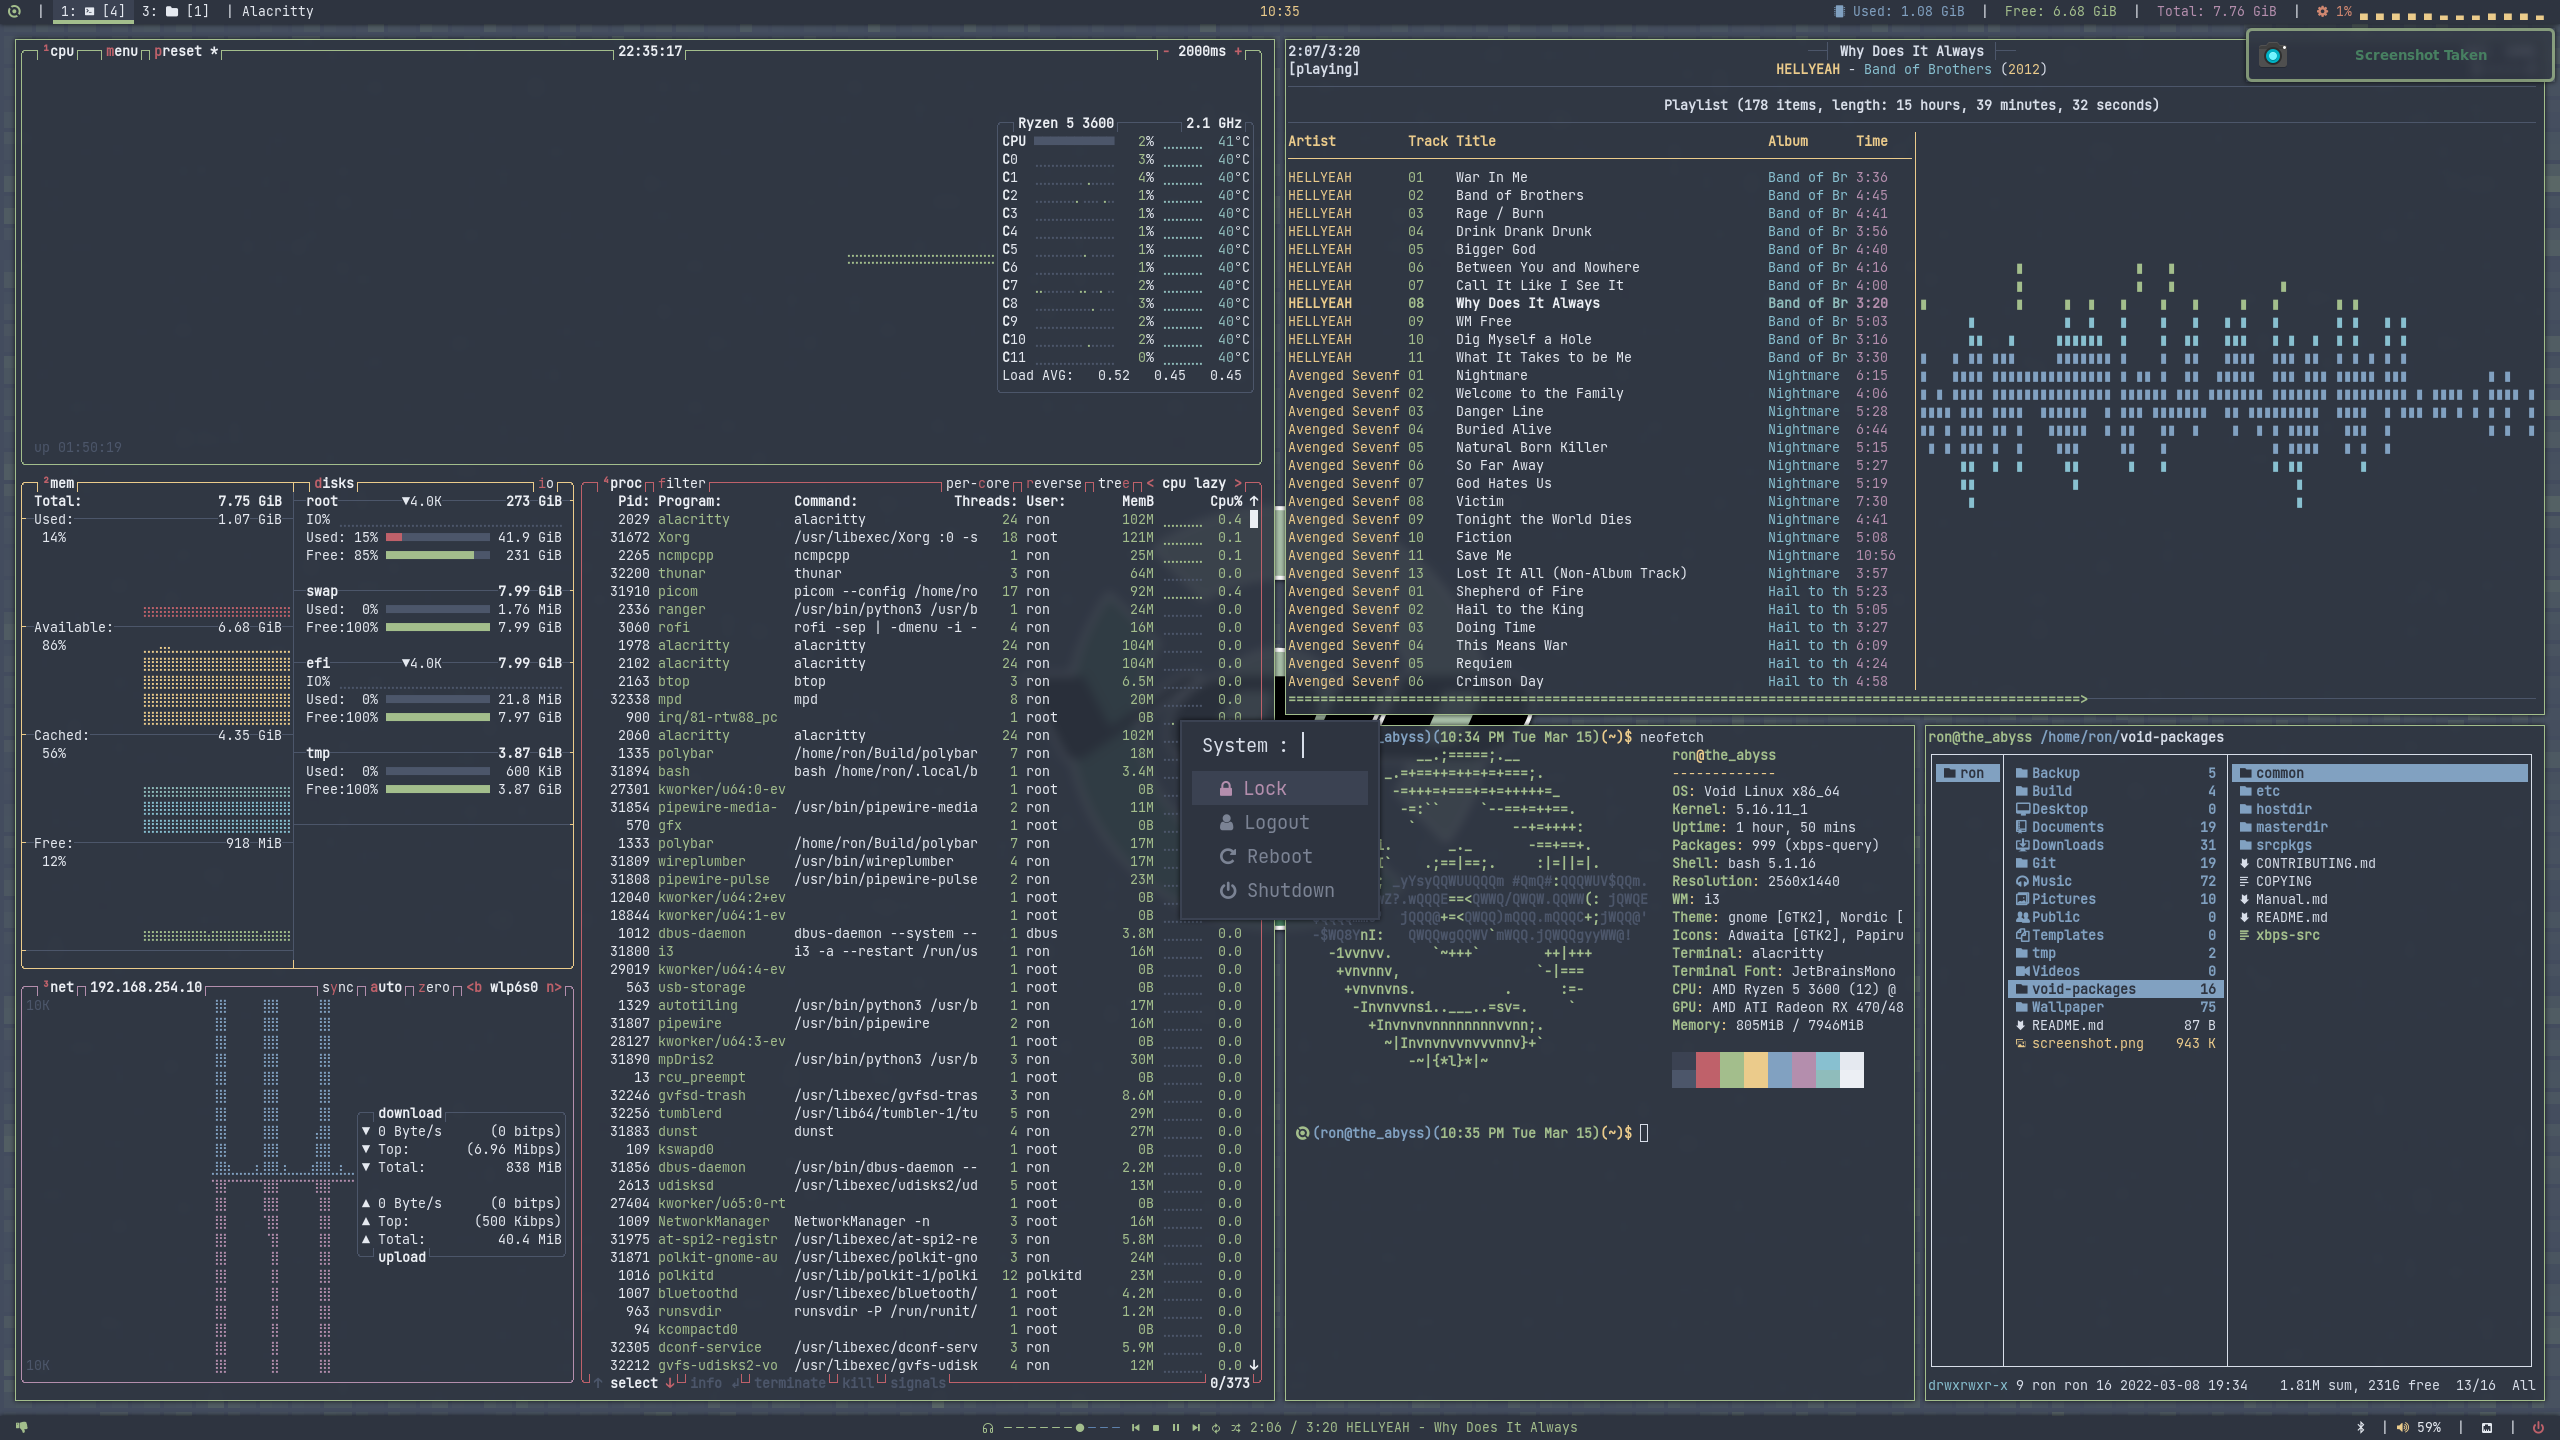 1: [4] 3: [1] | Alacritty
10:35
Used: 1.08 GiB | Free: 6.68 GiB | Total: 7.76 GiB | 1%
Screenshot Taken
¹cpu menu preset * 22:35:17 - 2000ms +
Ryzen 5 3600 2.1 GHz
CPU 2% 41°C
C0 3% 40°C
C1 4% 40°C
C2 1% 40°C
C3 1% 40°C
C4 1% 40°C
C5 1% 40°C
C6 1% 40°C
C7 2% 40°C
C8 3% 40°C
C9 2% 40°C
C10 2% 40°C
C11 0% 40°C
Load AVG: 0.52 0.45 0.45
up 01:50:19
²mem
Total: 7.75 GiB
Used: 1.07 GiB
14%
Available: 6.68 GiB
86%
Cached: 4.35 GiB
56%
Free: 918 MiB
12%
disks io
root ▼4.0K 273 GiB
IO%
Used: 15% 41.9 GiB
Free: 85% 231 GiB
swap 7.99 GiB
Used: 0% 1.76 MiB
Free:100% 7.99 GiB
efi ▼4.0K 7.99 GiB
IO%
Used: 0% 21.8 MiB
Free:100% 7.97 GiB
tmp 3.87 GiB
Used: 0% 600 KiB
Free:100% 3.87 GiB
³net 192.168.254.10 sync auto zero <b wlp6s0 n>
10K
download
▼ 0 Byte/s (0 bitps)
▼ Top: (6.96 Mibps)
▼ Total: 838 MiB
▲ 0 Byte/s (0 bitps)
▲ Top: (500 Kibps)
▲ Total: 40.4 MiB
upload
10K
⁴proc filter per-core reverse tree < cpu lazy >
Pid: Program: Command: Threads: User: MemB Cpu% ↑
2029 alacritty alacritty 24 ron 102M 0.4
31672 Xorg /usr/libexec/Xorg :0 -s 18 root 121M 0.1
2265 ncmpcpp ncmpcpp 1 ron 25M 0.1
32200 thunar thunar 3 ron 64M 0.0
31910 picom picom --config /home/ro 17 ron 92M 0.4
2336 ranger /usr/bin/python3 /usr/b 1 ron 24M 0.0
3060 rofi rofi -sep | -dmenu -i - 4 ron 16M 0.0
1978 alacritty alacritty 24 ron 104M 0.0
2102 alacritty alacritty 24 ron 104M 0.0
2163 btop btop 3 ron 6.5M 0.0
32338 mpd mpd 8 ron 20M 0.0
900 irq/81-rtw88_pc 1 root 0B 0.0
2060 alacritty alacritty 24 ron 102M
1335 polybar /home/ron/Build/polybar 7 ron 18M
31894 bash bash /home/ron/.local/b 1 ron 3.4M
27301 kworker/u64:0-ev 1 root 0B
31854 pipewire-media- /usr/bin/pipewire-media 2 ron 11M
570 gfx 1 root 0B
1333 polybar /home/ron/Build/polybar 7 ron 17M
31809 wireplumber /usr/bin/wireplumber 4 ron 17M
31808 pipewire-pulse /usr/bin/pipewire-pulse 2 ron 23M
12040 kworker/u64:2+ev 1 root 0B
18844 kworker/u64:1-ev 1 root 0B
1012 dbus-daemon dbus-daemon --system -- 1 dbus 3.8M 0.0
31800 i3 i3 -a --restart /run/us 1 ron 16M 0.0
29019 kworker/u64:4-ev 1 root 0B 0.0
563 usb-storage 1 root 0B 0.0
1329 autotiling /usr/bin/python3 /usr/b 1 ron 17M 0.0
31807 pipewire /usr/bin/pipewire 2 ron 16M 0.0
28127 kworker/u64:3-ev 1 root 0B 0.0
31890 mpDris2 /usr/bin/python3 /usr/b 3 ron 30M 0.0
13 rcu_preempt 1 root 0B 0.0
32246 gvfsd-trash /usr/libexec/gvfsd-tras 3 ron 8.6M 0.0
32256 tumblerd /usr/lib64/tumbler-1/tu 5 ron 29M 0.0
31883 dunst dunst 4 ron 27M 0.0
109 kswapd0 1 root 0B 0.0
31856 dbus-daemon /usr/bin/dbus-daemon -- 1 ron 2.2M 0.0
2613 udisksd /usr/libexec/udisks2/ud 5 root 13M 0.0
27404 kworker/u65:0-rt 1 root 0B 0.0
1009 NetworkManager NetworkManager -n 3 root 16M 0.0
31975 at-spi2-registr /usr/libexec/at-spi2-re 3 ron 5.8M 0.0
31871 polkit-gnome-au /usr/libexec/polkit-gno 3 ron 24M 0.0
1016 polkitd /usr/lib/polkit-1/polki 12 polkitd 23M 0.0
1007 bluetoothd /usr/libexec/bluetooth/ 1 root 4.2M 0.0
963 runsvdir runsvdir -P /run/runit/ 1 root 1.2M 0.0
94 kcompactd0 1 root 0B 0.0
32305 dconf-service /usr/libexec/dconf-serv 3 ron 5.9M 0.0
32212 gvfs-udisks2-vo /usr/libexec/gvfs-udisk 4 ron 12M 0.0 ↓
↑ select ↓ info ↲ terminate kill signals 0/373
System :
Lock
Logout
Reboot
Shutdown
2:07/3:20 Why Does It Always
[playing] HELLYEAH - Band of Brothers (2012)
Playlist (178 items, length: 15 hours, 39 minutes, 32 seconds)
Artist Track Title Album Time
HELLYEAH 01 War In Me Band of Br 3:36
HELLYEAH 02 Band of Brothers Band of Br 4:45
HELLYEAH 03 Rage / Burn Band of Br 4:41
HELLYEAH 04 Drink Drank Drunk Band of Br 3:56
HELLYEAH 05 Bigger God Band of Br 4:40
HELLYEAH 06 Between You and Nowhere Band of Br 4:16
HELLYEAH 07 Call It Like I See It Band of Br 4:00
HELLYEAH 08 Why Does It Always Band of Br 3:20
HELLYEAH 09 WM Free Band of Br 5:03
HELLYEAH 10 Dig Myself a Hole Band of Br 3:16
HELLYEAH 11 What It Takes to be Me Band of Br 3:30
Avenged Sevenf 01 Nightmare Nightmare 6:15
Avenged Sevenf 02 Welcome to the Family Nightmare 4:06
Avenged Sevenf 03 Danger Line Nightmare 5:28
Avenged Sevenf 04 Buried Alive Nightmare 6:44
Avenged Sevenf 05 Natural Born Killer Nightmare 5:15
Avenged Sevenf 06 So Far Away Nightmare 5:27
Avenged Sevenf 07 God Hates Us Nightmare 5:19
Avenged Sevenf 08 Victim Nightmare 7:30
Avenged Sevenf 09 Tonight the World Dies Nightmare 4:41
Avenged Sevenf 10 Fiction Nightmare 5:08
Avenged Sevenf 11 Save Me Nightmare 10:56
Avenged Sevenf 13 Lost It All (Non-Album Track) Nightmare 3:57
Avenged Sevenf 01 Shepherd of Fire Hail to th 5:23
Avenged Sevenf 02 Hail to the King Hail to th 5:05
Avenged Sevenf 03 Doing Time Hail to th 3:27
Avenged Sevenf 04 This Means War Hail to th 6:09
Avenged Sevenf 05 Requiem Hail to th 4:24
Avenged Sevenf 06 Crimson Day Hail to th 4:58
_abyss)(10:34 PM Tue Mar 15)(~)$ neofetch
ron@the_abyss
-------------
OS: Void Linux x86_64
Kernel: 5.16.11_1
Uptime: 1 hour, 50 mins
Packages: 999 (xbps-query)
Shell: bash 5.1.16
Resolution: 2560x1440
WM: i3
Theme: gnome [GTK2], Nordic [
Icons: Adwaita [GTK2], Papiru
Terminal: alacritty
Terminal Font: JetBrainsMono
CPU: AMD Ryzen 5 3600 (12) @
GPU: AMD ATI Radeon RX 470/48
Memory: 805MiB / 7946MiB
(ron@the_abyss)(10:35 PM Tue Mar 15)(~)$
ron@the_abyss /home/ron/void-packages
ron
Backup 5
Build 4
Desktop 0
Documents 19
Downloads 31
Git 19
Music 72
Pictures 10
Public 0
Templates 0
tmp 2
Videos 0
void-packages 16
Wallpaper 75
README.md 87 B
screenshot.png 943 K
common
etc
hostdir
masterdir
srcpkgs
CONTRIBUTING.md
COPYING
Manual.md
README.md
xbps-src
drwxrwxr-x 9 ron ron 16 2022-03-08 19:34 1.81M sum, 231G free 13/16 All
2:06 / 3:20 HELLYEAH - Why Does It Always
59%